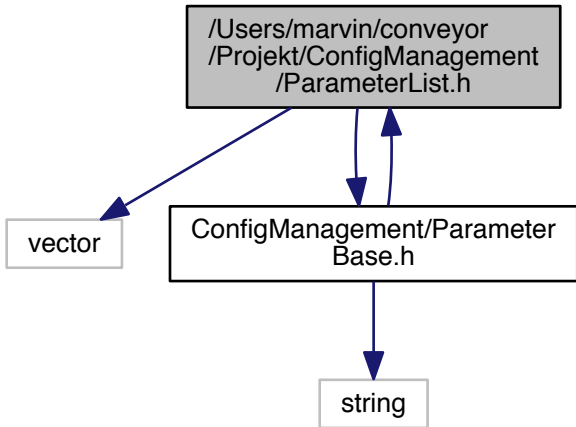 /Users/marvin/conveyor
/Projekt/ConfigManagement
/ParameterList.h
vector
ConfigManagement/Parameter
Base.h
string